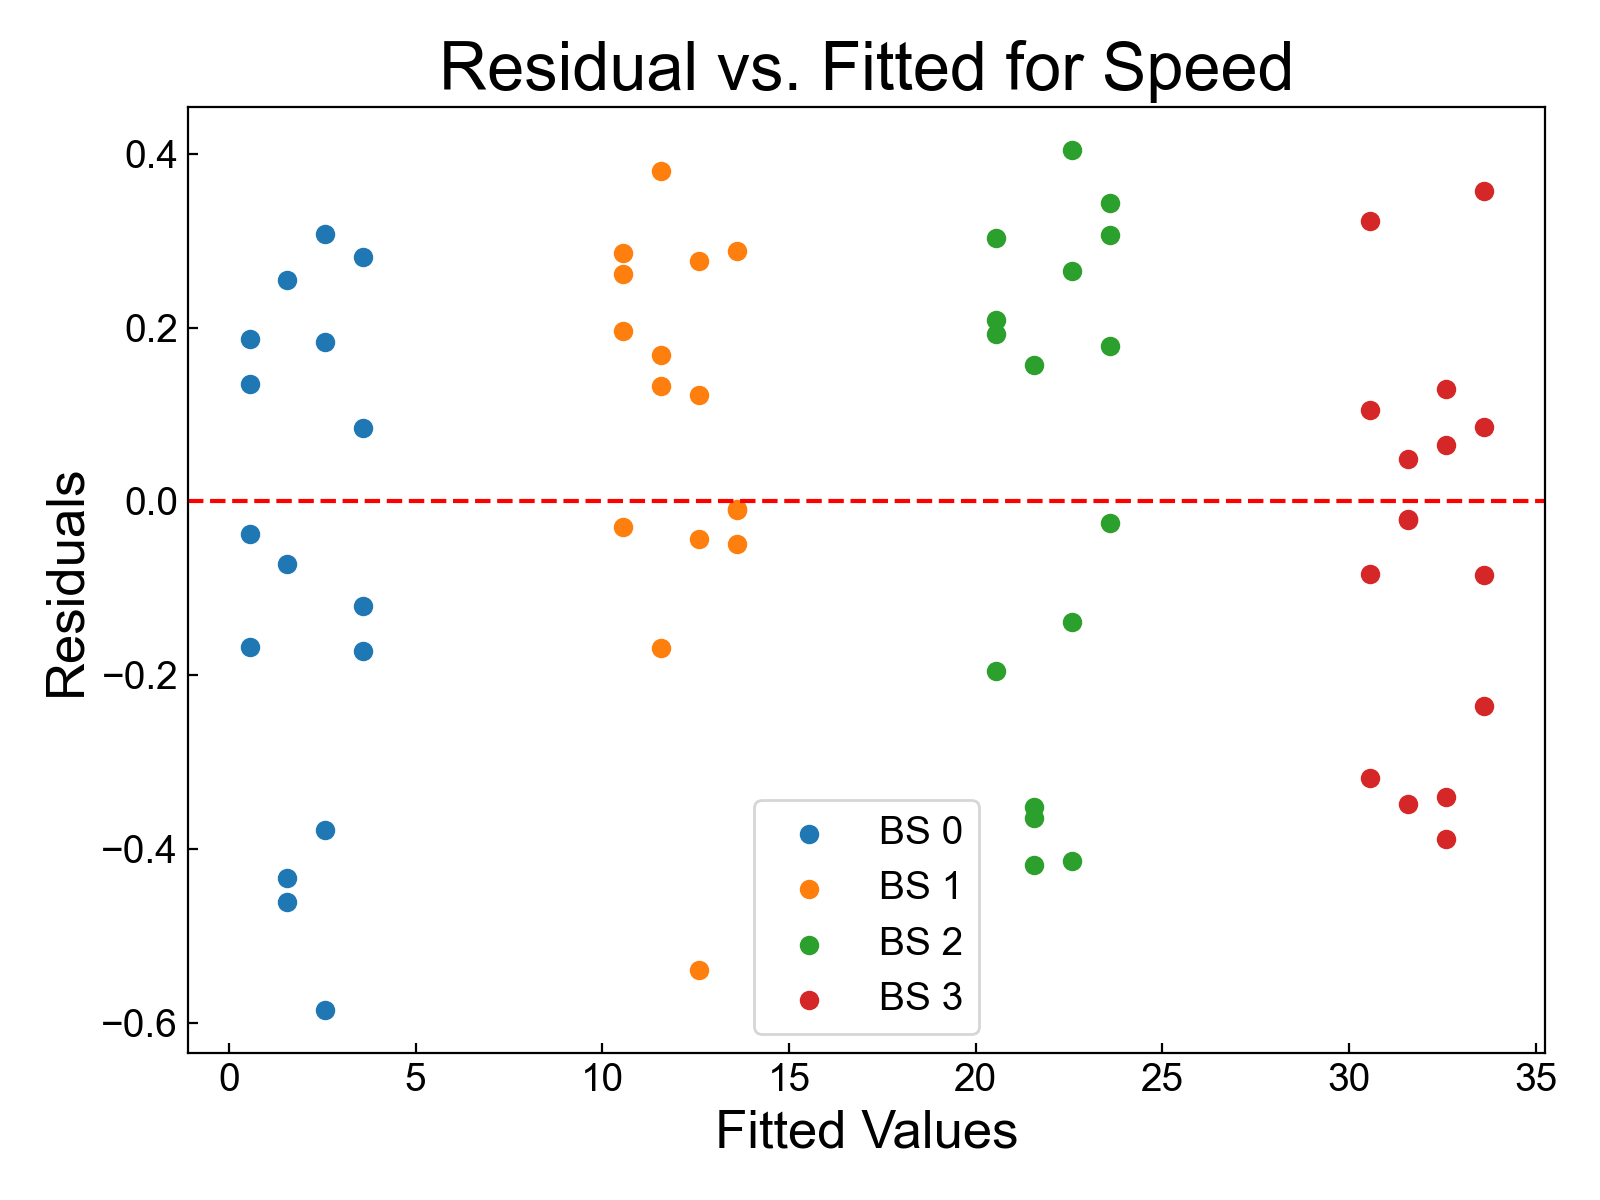 Residual vs. Fitted for Speed
0.4
0.2
0.0
−0.2
−0.4
−0.6
Residuals
BS 0
BS 1
BS 2
BS 3
0 5 10 15 20 25 30 35
Fitted Values